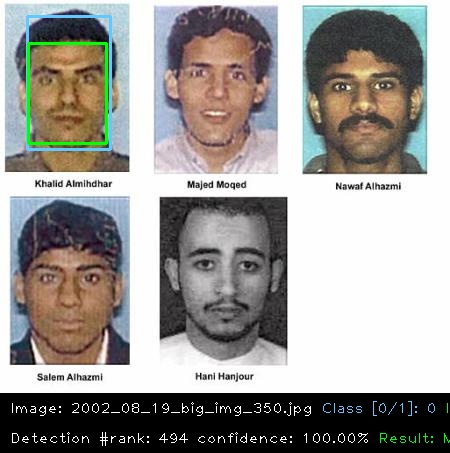 Khalid Almihdhar
Majed Moqed
Nawaf Alhazmi
Salem Alhazmi
Hani Hanjour
Image: 2002_08_19_big_img_350.jpg Class [0/1]: 0
Detection #rank: 494 confidence: 100.00% Result: